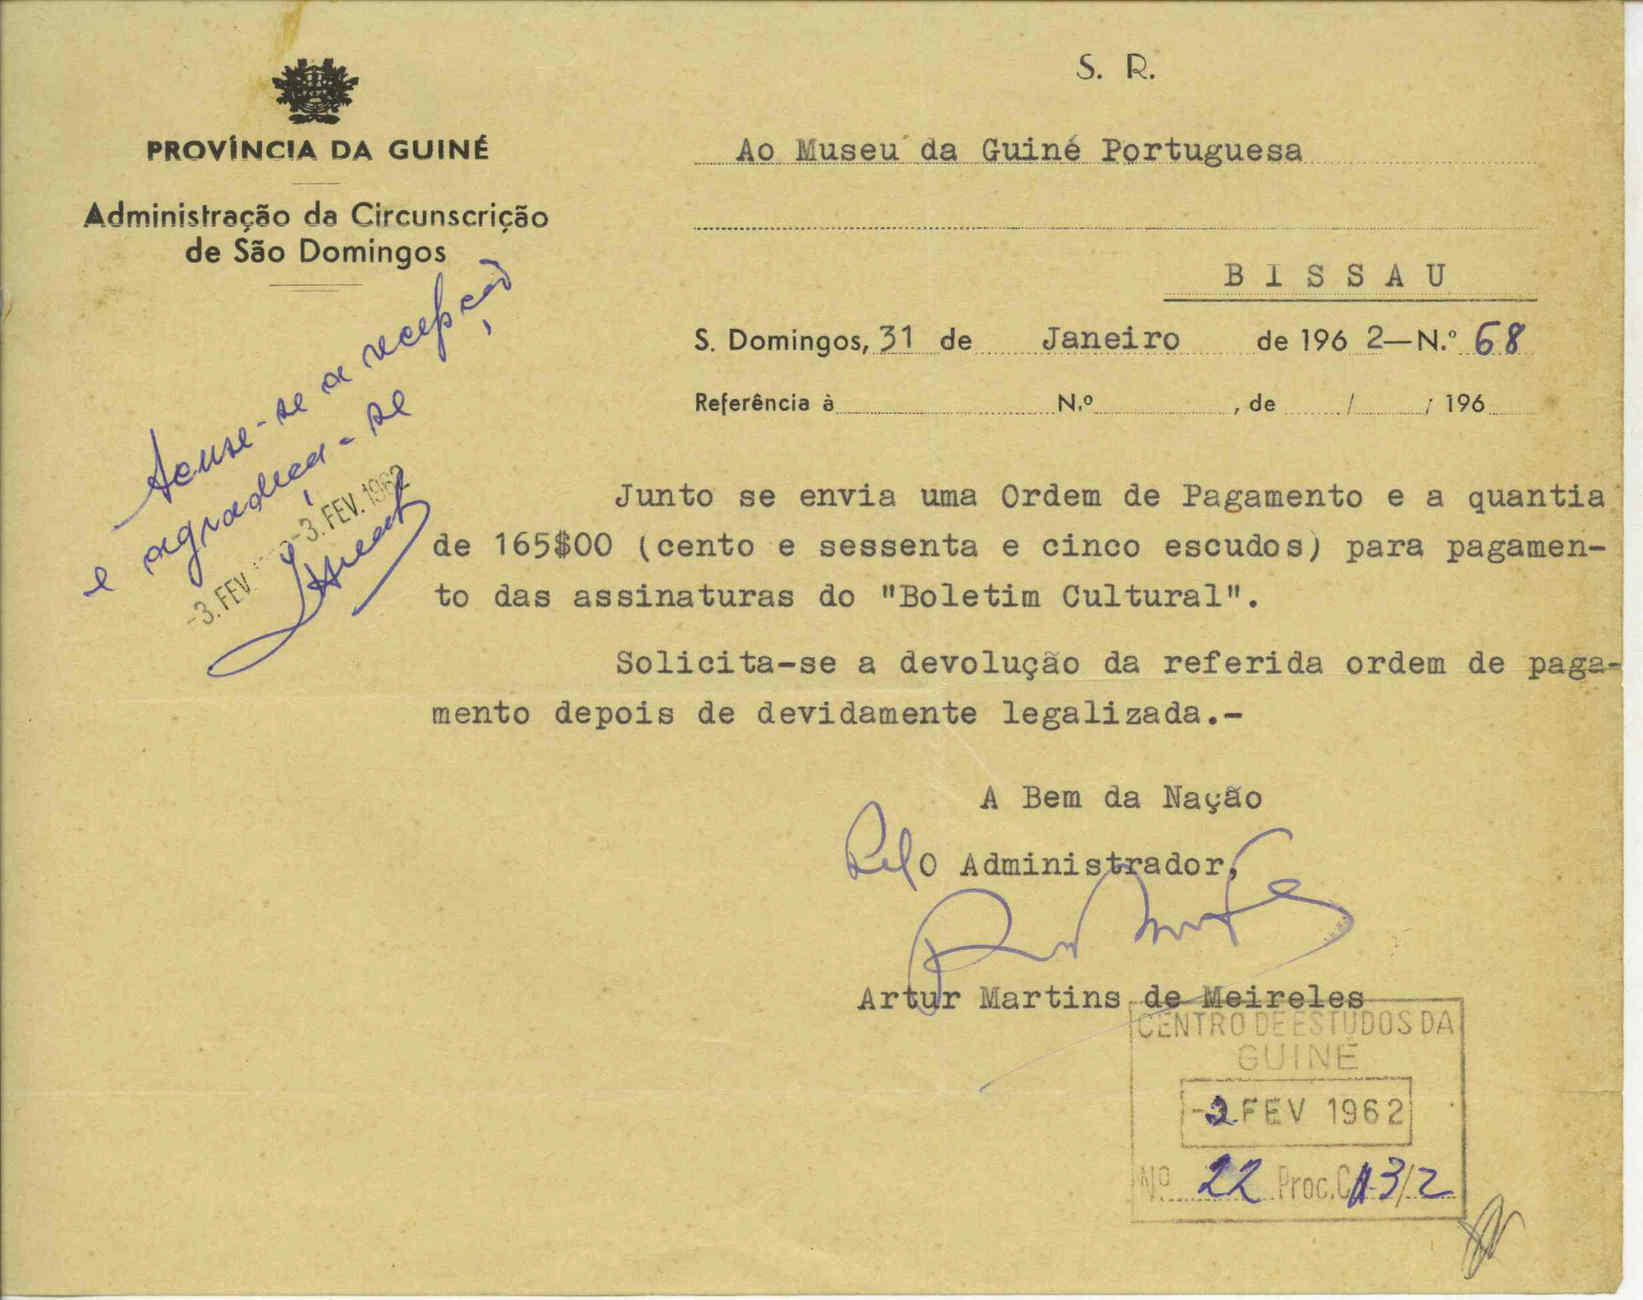 S. R.
PROVÍNCIA DA GUINÉ
Administração da Circunscrição
de São Domingos
Ao Museu da Guiné Portuguesa
BISSAU
S. Domingos, 31 de Janeiro de 1962—N.º 68
Referência à N.º , de / / 196
Acuse-se a recepção
e agradeça-se
-3. FEV. 1962
-3. FEV
Junto se envia uma Ordem de Pagamento e a quantia
de 165$00 (cento e sessenta e cinco escudos) para pagamen-
to das assinaturas do "Boletim Cultural".
Solicita-se a devolução da referida ordem de paga-
mento depois de devidamente legalizada.-
A Bem da Nação
Pelo Administrador,
Artur Martins de Meireles
CENTRO DE ESTUDOS DA
GUINÉ
-2 FEV 1962
Nº 22 Proc. 3/2